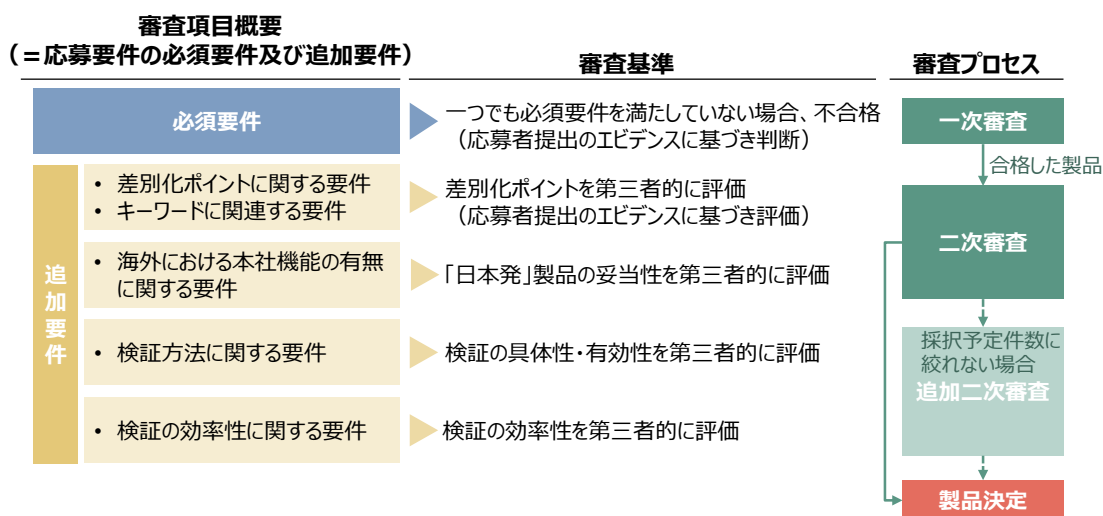 審査項目概要
(=応募要件の必須要件及び追加要件)
審査基準
審査プロセス
必須要件
一つでも必須要件を満たしていない場合、不合格
(応募者提出のエビデンスに基づき判断)
一次審査
合格した製品
追加要件
• 差別化ポイントに関する要件
• キーワードに関連する要件
差別化ポイントを第三者的に評価
(応募者提出のエビデンスに基づき評価)
二次審査
• 海外における本社機能の有無
に関する要件
「日本発」製品の妥当性を第三者的に評価
• 検証方法に関する要件
検証の具体性・有効性を第三者的に評価
採択予定件数に
絞れない場合
追加二次審査
• 検証の効率性に関する要件
検証の効率性を第三者的に評価
製品決定